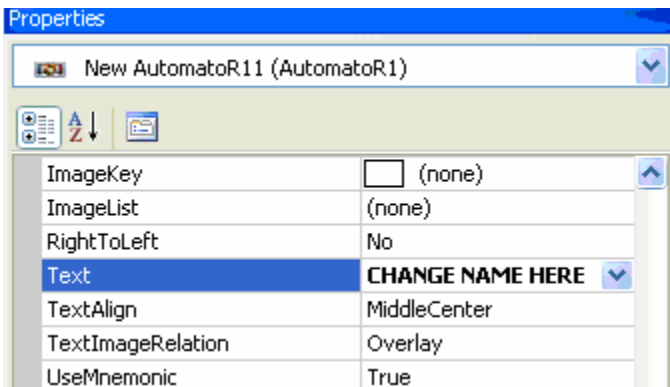 Properties
New AutomatoR11 (AutomatoR1)
A
Z
ImageKey (none)
ImageList (none)
RightToLeft No
Text CHANGE NAME HERE
TextAlign MiddleCenter
TextImageRelation Overlay
UseMnemonic True